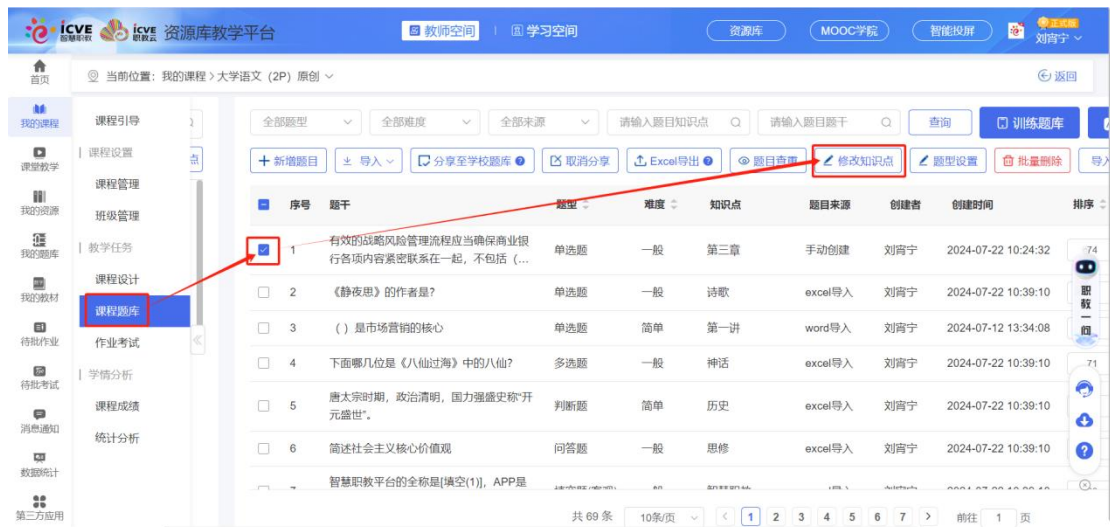 icve 智慧职教 icve 职教云 资源库教学平台 教师空间 学习空间 资源库 MOOC学院 智能投屏 正式版 刘宵宁
首页 当前位置：我的课程 > 大学语文（2P）原创 返回
我的课程
课堂教学
我的资源
我的题库
我的教材
待批作业
待批考试
消息通知
数据统计
第三方应用
课程引导
课程设置
课程管理
班级管理
教学任务
课程设计
课程题库
作业考试
学情分析
课程成绩
统计分析
全部题型 全部难度 全部来源 请输入题目知识点 请输入题目题干 查询 训练题库
新增题目 导入 分享至学校题库 取消分享 Excel导出 题目查重 修改知识点 题型设置 批量删除 导入
序号 题干 题型 难度 知识点 题目来源 创建者 创建时间 排序
1 有效的战略风险管理流程应当确保商业银 单选题 一般 第三章 手动创建 刘宵宁 2024-07-22 10:24:32 74
行各项内容紧密联系在一起，不包括（...
2 《静夜思》的作者是? 单选题 一般 诗歌 excel导入 刘宵宁 2024-07-22 10:39:10
3 （ ）是市场营销的核心 单选题 简单 第一讲 word导入 刘宵宁 2024-07-12 13:34:08
4 下面哪几位是《八仙过海》中的八仙? 多选题 一般 神话 excel导入 刘宵宁 2024-07-22 10:39:10 71
5 唐太宗时期，政治清明，国力强盛史称“开 判断题 简单 历史 excel导入 刘宵宁 2024-07-22 10:39:10
元盛世”。
6 简述社会主义核心价值观 问答题 一般 思修 excel导入 刘宵宁 2024-07-22 10:39:10
智慧职教平台的全称是[填空(1)]，APP是
职教一问
共 69 条 10条/页 1 2 3 4 5 6 7 前往 1 页